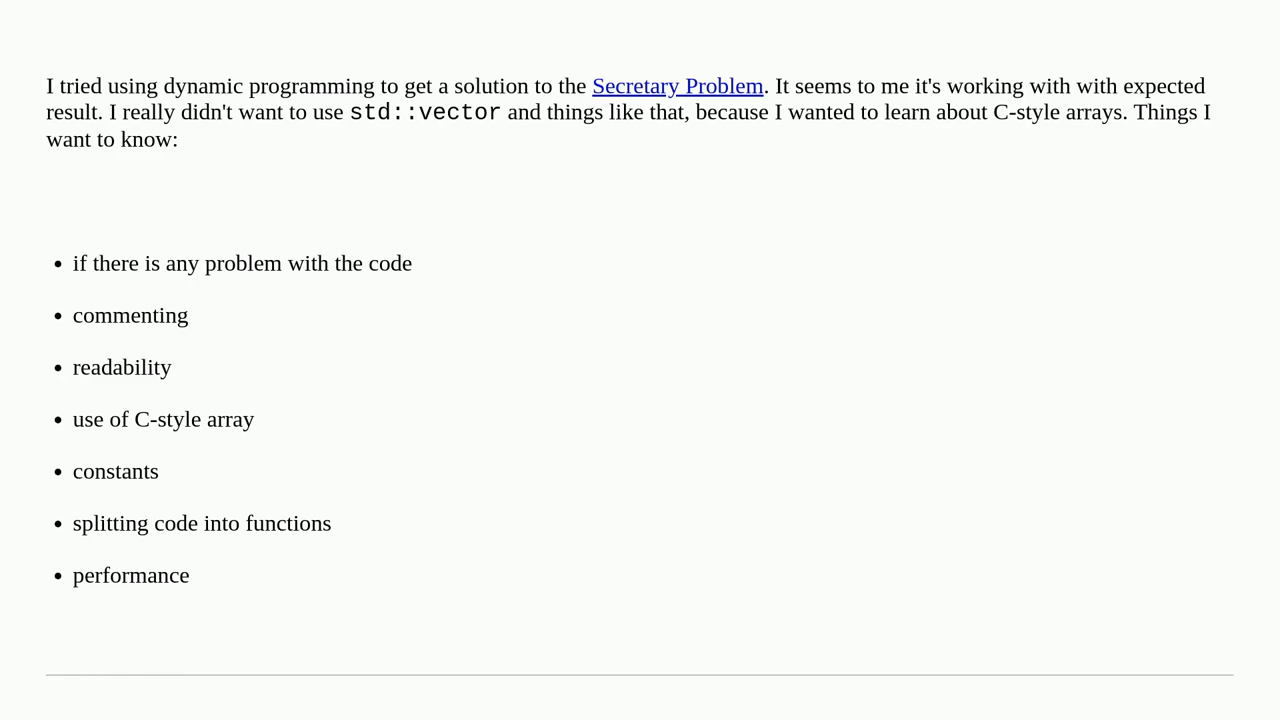 I tried using dynamic programming to get a solution to the Secretary Problem. It seems to me it's working with with expected
result. I really didn't want to use std::vector and things like that, because I wanted to learn about C-style arrays. Things I
want to know:
• if there is any problem with the code
• commenting
• readability
• use of C-style array
• constants
• splitting code into functions
• performance